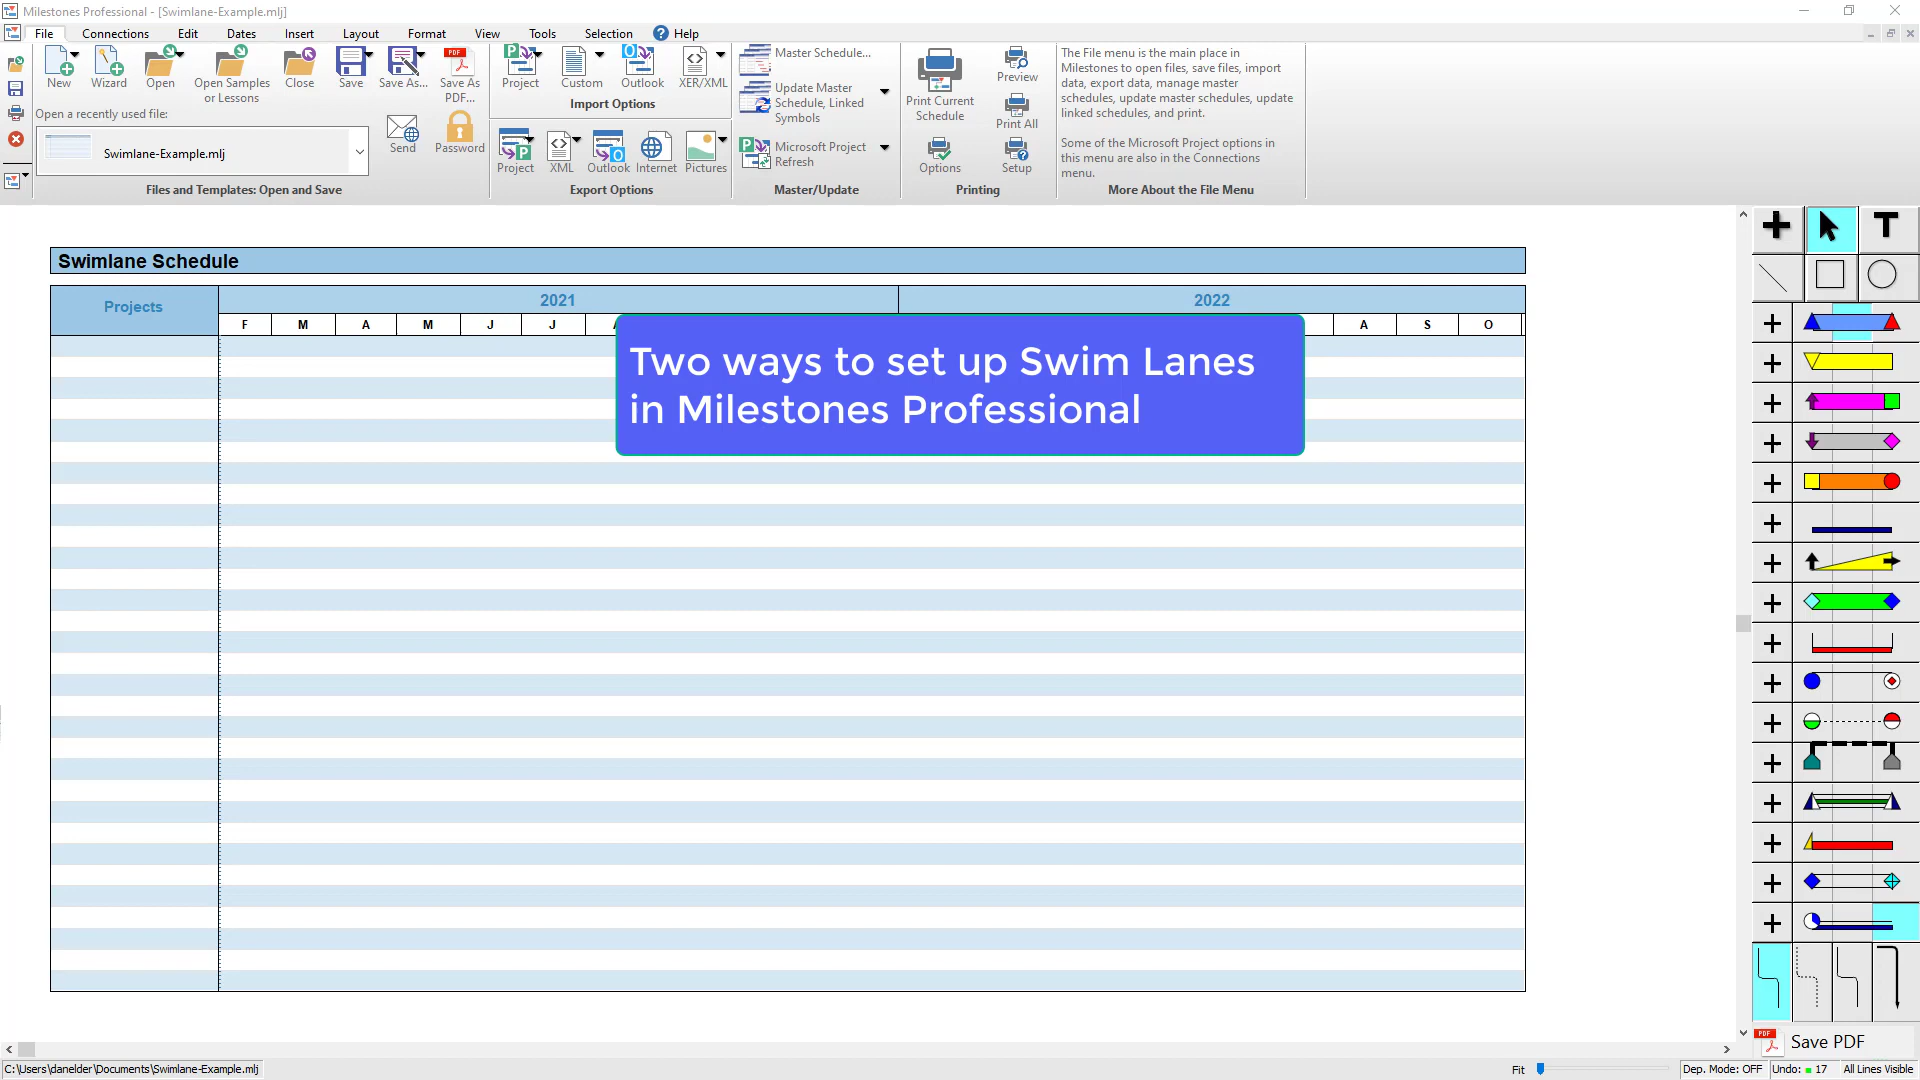 Milestones Professional - [Swimlane-Example.mlj]
File Connections Edit Dates Insert Layout Format View Tools Selection ? Help
New Wizard Open Open Samples or Lessons Close Save Save As... Save As PDF...
Open a recently used file:
Swimlane-Example.mlj
Send Password
Files and Templates: Open and Save
Project Custom Outlook XER/XML
Import Options
Project XML Outlook Internet Pictures
Export Options
Master Schedule...
Update Master
Schedule, Linked
Symbols
Microsoft Project
Refresh
Master/Update
Print Current
Schedule
Preview
Print All
Options Setup
Printing
The File menu is the main place in
Milestones to open files, save files, import
data, export data, manage master
schedules, update master schedules, update
linked schedules, and print.
Some of the Microsoft Project options in
this menu are also in the Connections
menu.
More About the File Menu
Swimlane Schedule
Projects
2021 2022
F M A M J J A S O
Two ways to set up Swim Lanes
in Milestones Professional
T
PDF Save PDF
C:\Users\danelder\Documents\Swimlane-Example.mlj
Fit
Dep. Mode: OFF Undo: 17 All Lines Visible